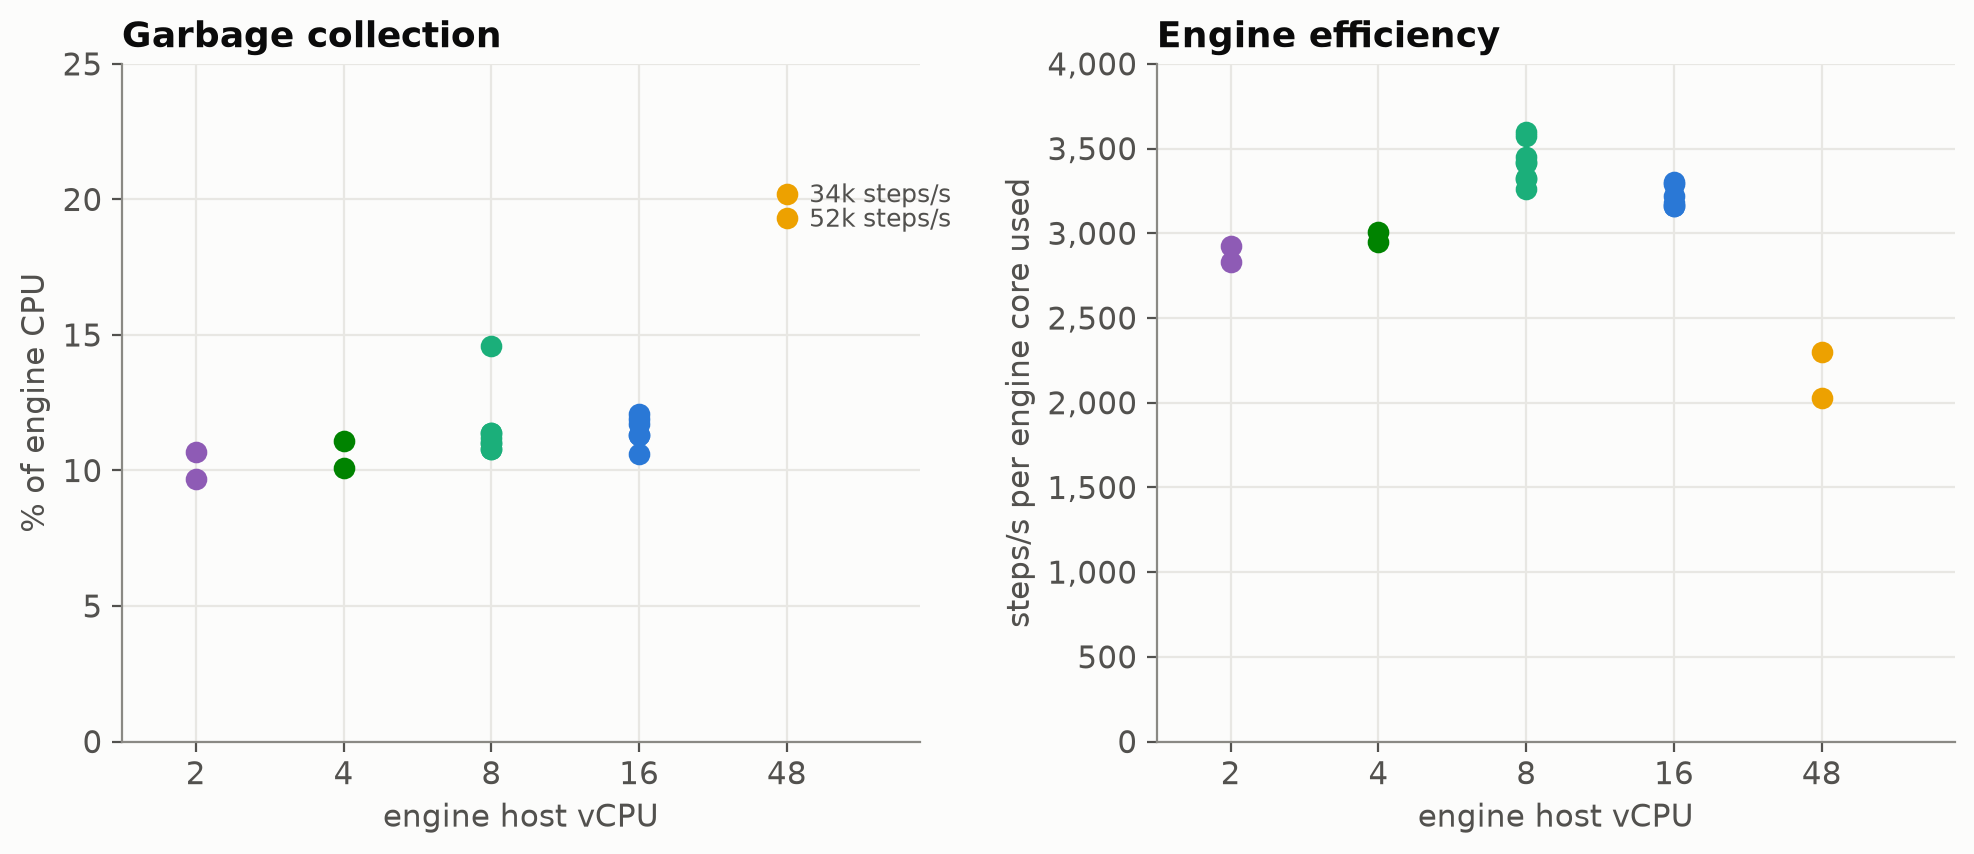 Garbage collection
25
20
15
10
5
0
% of engine CPU
34k steps/s
52k steps/s
2 4 8 16 48
engine host vCPU
Engine efficiency
4,000
3,500
3,000
2,500
2,000
1,500
1,000
500
0
steps/s per engine core used
2 4 8 16 48
engine host vCPU